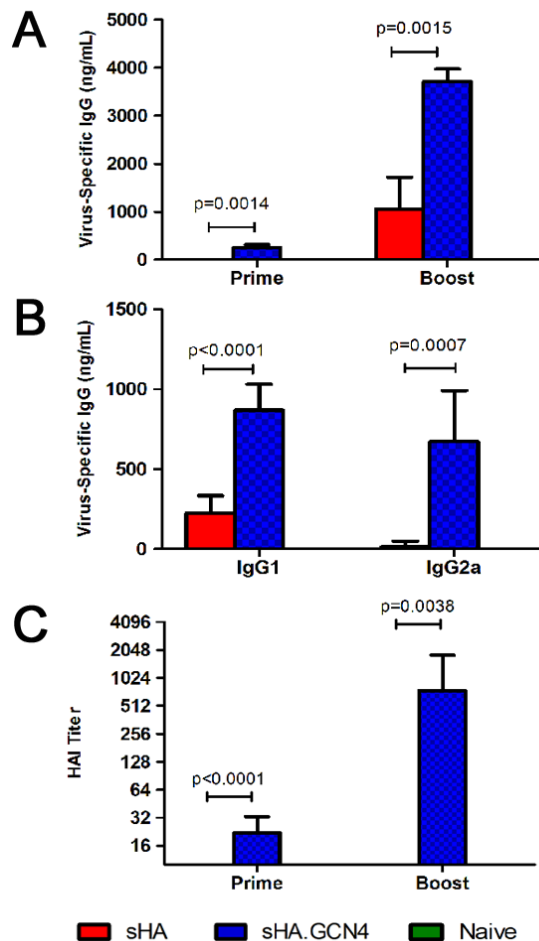 A
Virus-Specific IgG (ng/mL)
5000
4000
3000
2000
1000
0
p=0.0014
p=0.0015
Prime
Boost
B
Virus-Specific IgG (ng/mL)
1500
1000
500
0
p<0.0001
p=0.0007
IgG1
IgG2a
C
HAI Titer
4096
2048
1024
512
256
128
64
32
16
p<0.0001
p=0.0038
Prime
Boost
sHA
sHA.GCN4
Naive